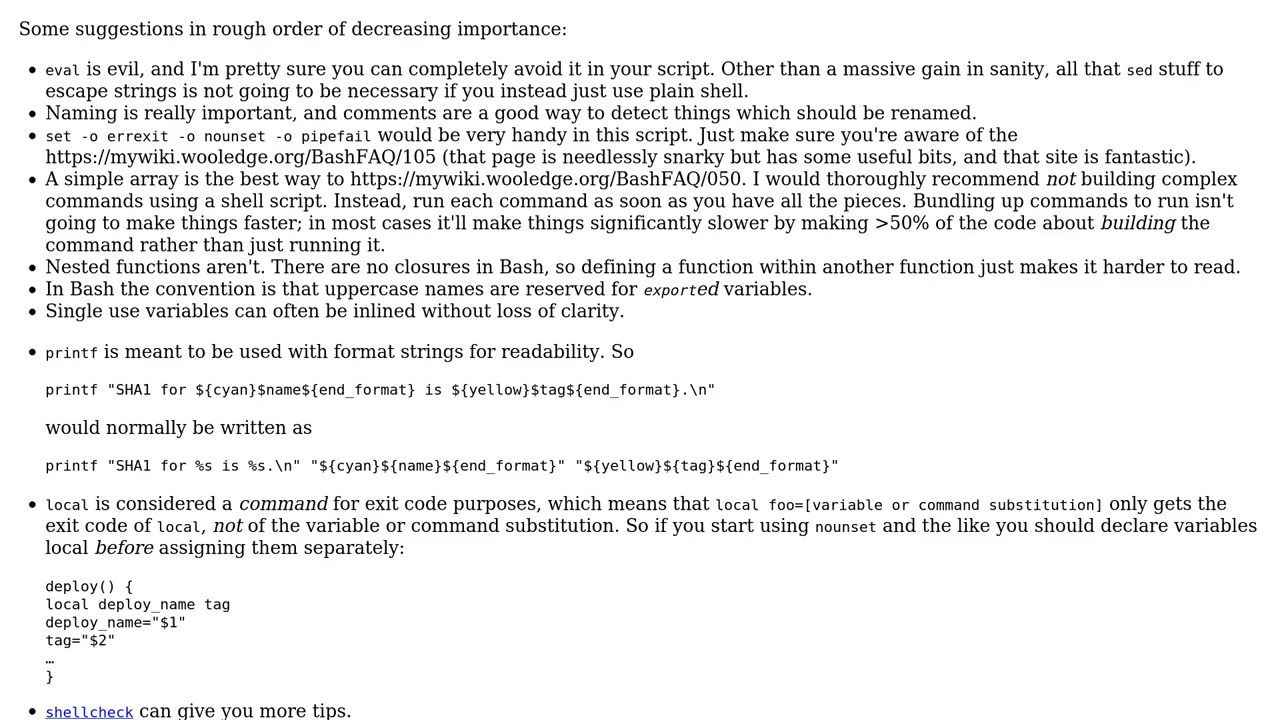 Some suggestions in rough order of decreasing importance:
• eval is evil, and I'm pretty sure you can completely avoid it in your script. Other than a massive gain in sanity, all that sed stuff to
escape strings is not going to be necessary if you instead just use plain shell.
• Naming is really important, and comments are a good way to detect things which should be renamed.
• set -o errexit -o nounset -o pipefail would be very handy in this script. Just make sure you're aware of the
https://mywiki.wooledge.org/BashFAQ/105 (that page is needlessly snarky but has some useful bits, and that site is fantastic).
• A simple array is the best way to https://mywiki.wooledge.org/BashFAQ/050. I would thoroughly recommend not building complex
commands using a shell script. Instead, run each command as soon as you have all the pieces. Bundling up commands to run isn't
going to make things faster; in most cases it'll make things significantly slower by making >50% of the code about building the
command rather than just running it.
• Nested functions aren't. There are no closures in Bash, so defining a function within another function just makes it harder to read.
• In Bash the convention is that uppercase names are reserved for exported variables.
• Single use variables can often be inlined without loss of clarity.
• printf is meant to be used with format strings for readability. So
printf "SHA1 for ${cyan}$name${end_format} is ${yellow}$tag${end_format}.\n"
would normally be written as
printf "SHA1 for %s is %s.\n" "${cyan}${name}${end_format}" "${yellow}${tag}${end_format}"
• local is considered a command for exit code purposes, which means that local foo=[variable or command substitution] only gets the
exit code of local, not of the variable or command substitution. So if you start using nounset and the like you should declare variables
local before assigning them separately:
deploy() {
local deploy_name tag
deploy_name="$1"
tag="$2"
…
}
• shellcheck can give you more tips.